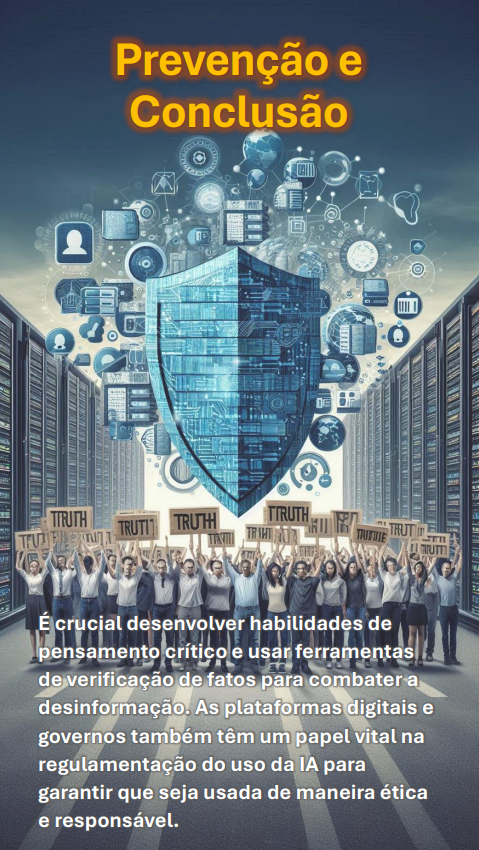 Prevenção e
Conclusão
TTRUTH
TRUTH
TTRUTH
É crucial desenvolver habilidades de
pensamento crítico e usar ferramentas
de verificação de fatos para combater a
desinformação. As plataformas digitais e
governos também têm um papel vital na
regulamentação do uso da IA para
garantir que seja usada de maneira ética
e responsável.